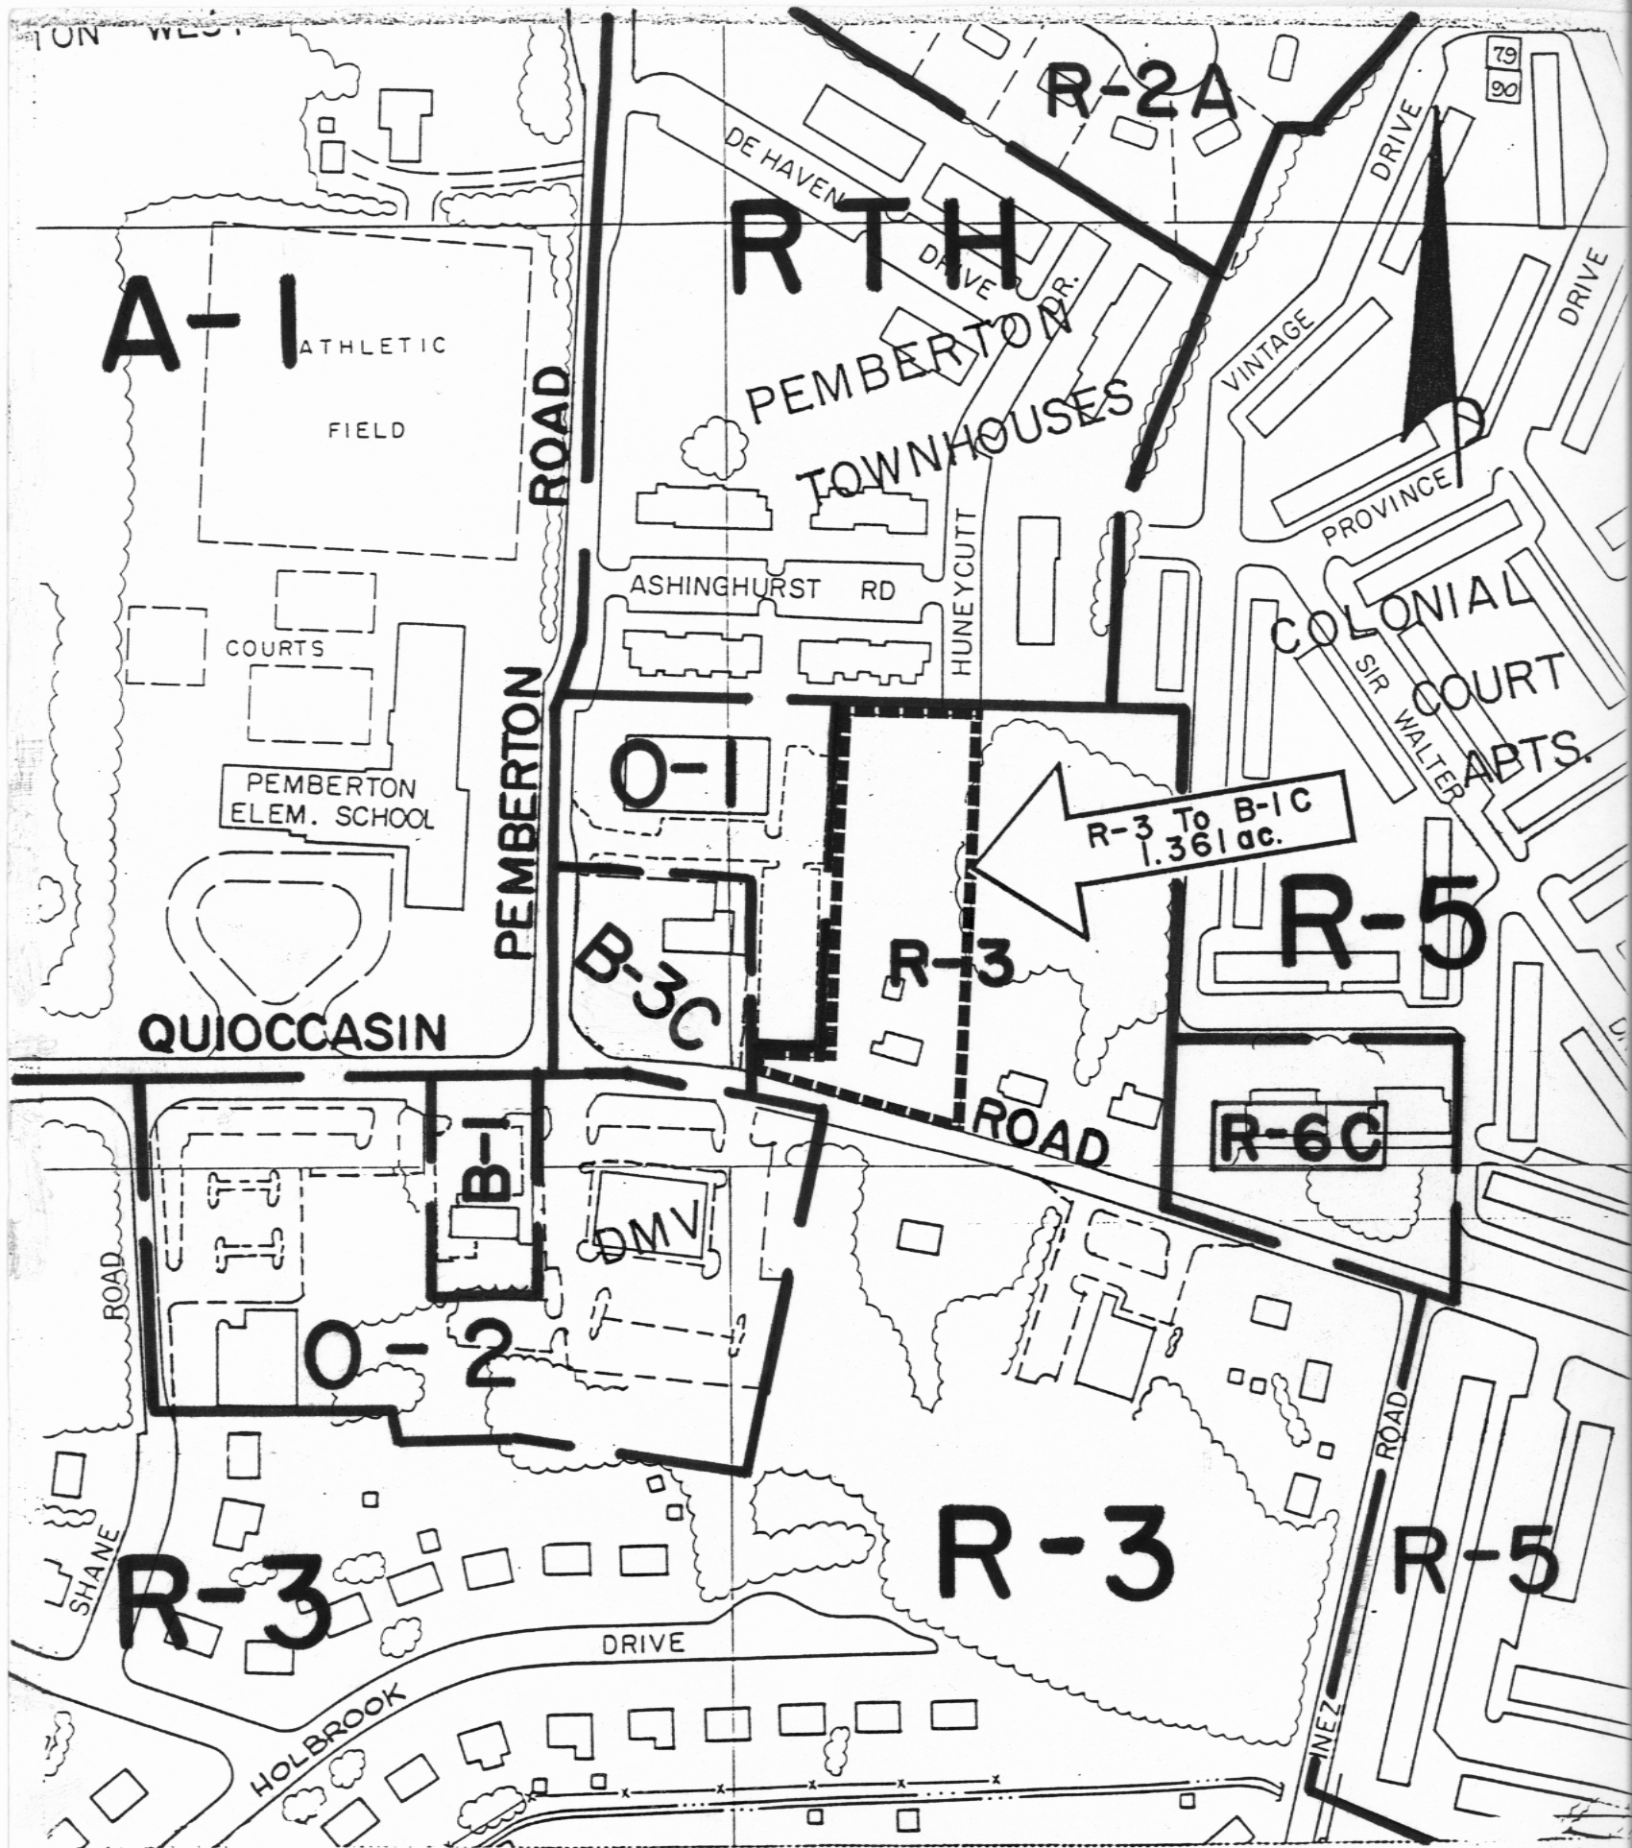 TON WEST
R-2A
79
90
DRIVE
DE HAVEN
DRIVE
RTH
DR.
A-1
ATHLETIC
FIELD
PEMBERTON
TOWNHOUSES
VINTAGE
DRIVE
ROAD
PROVINCE
ASHINGHURST RD
HUNEYCUTT
COURTS
COLONIAL
COURT
APTS.
SIR WALTER
PEMBERTON
O-1
PEMBERTON
ELEM. SCHOOL
R-3 To B-1C
1.361 ac.
R-5
B-3C
R-3
QUIOCCASIN
ROAD
R-6C
B-1
DMV
ROAD
O-2
ROAD
SHANE
R-3
R-3
R-5
DRIVE
HOLBROOK
INEZ